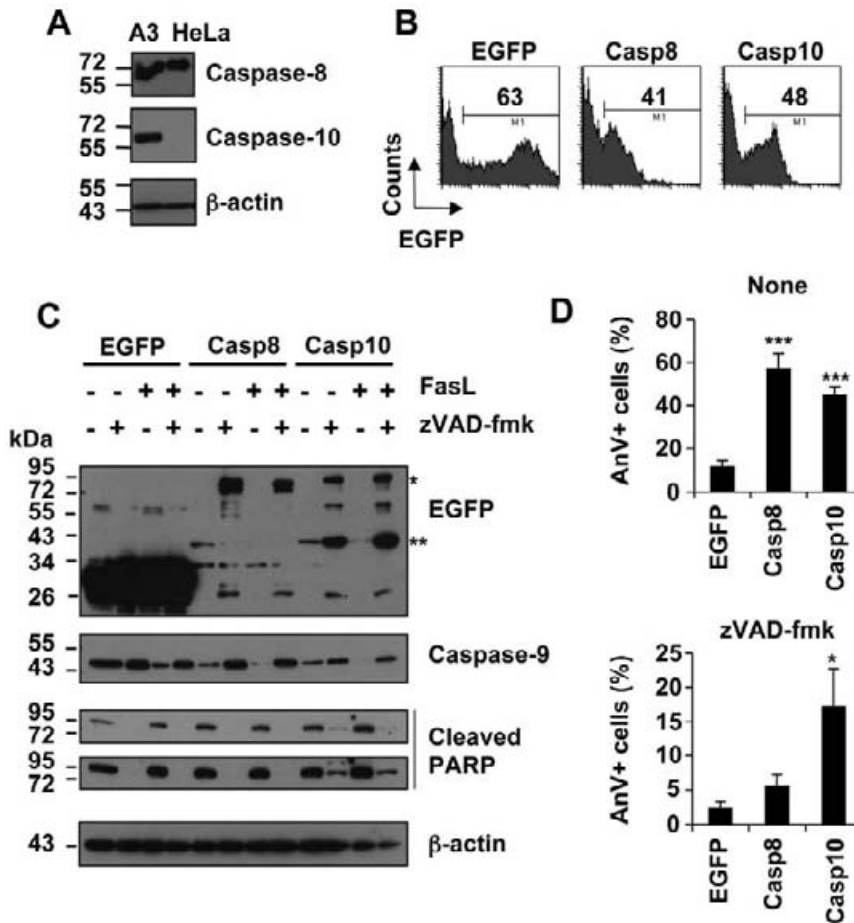 A
A3 HeLa
72
55
Caspase-8
72
55
Caspase-10
55
43
β-actin
B
EGFP Casp8 Casp10
63 41 48
M1 M1 M1
Counts
EGFP
C
EGFP Casp8 Casp10
- - + + - - + + - - + + FasL
- + - + - + - + - + - + zVAD-fmk
kDa
95
72
55
43
34
26
*
EGFP
**
55
43
Caspase-9
95
72
95
72
Cleaved
PARP
43
β-actin
D
None
AnV+ cells (%)
80
60
40
20
0
***
***
EGFP
Casp8
Casp10
zVAD-fmk
AnV+ cells (%)
25
20
15
10
5
0
*
EGFP
Casp8
Casp10